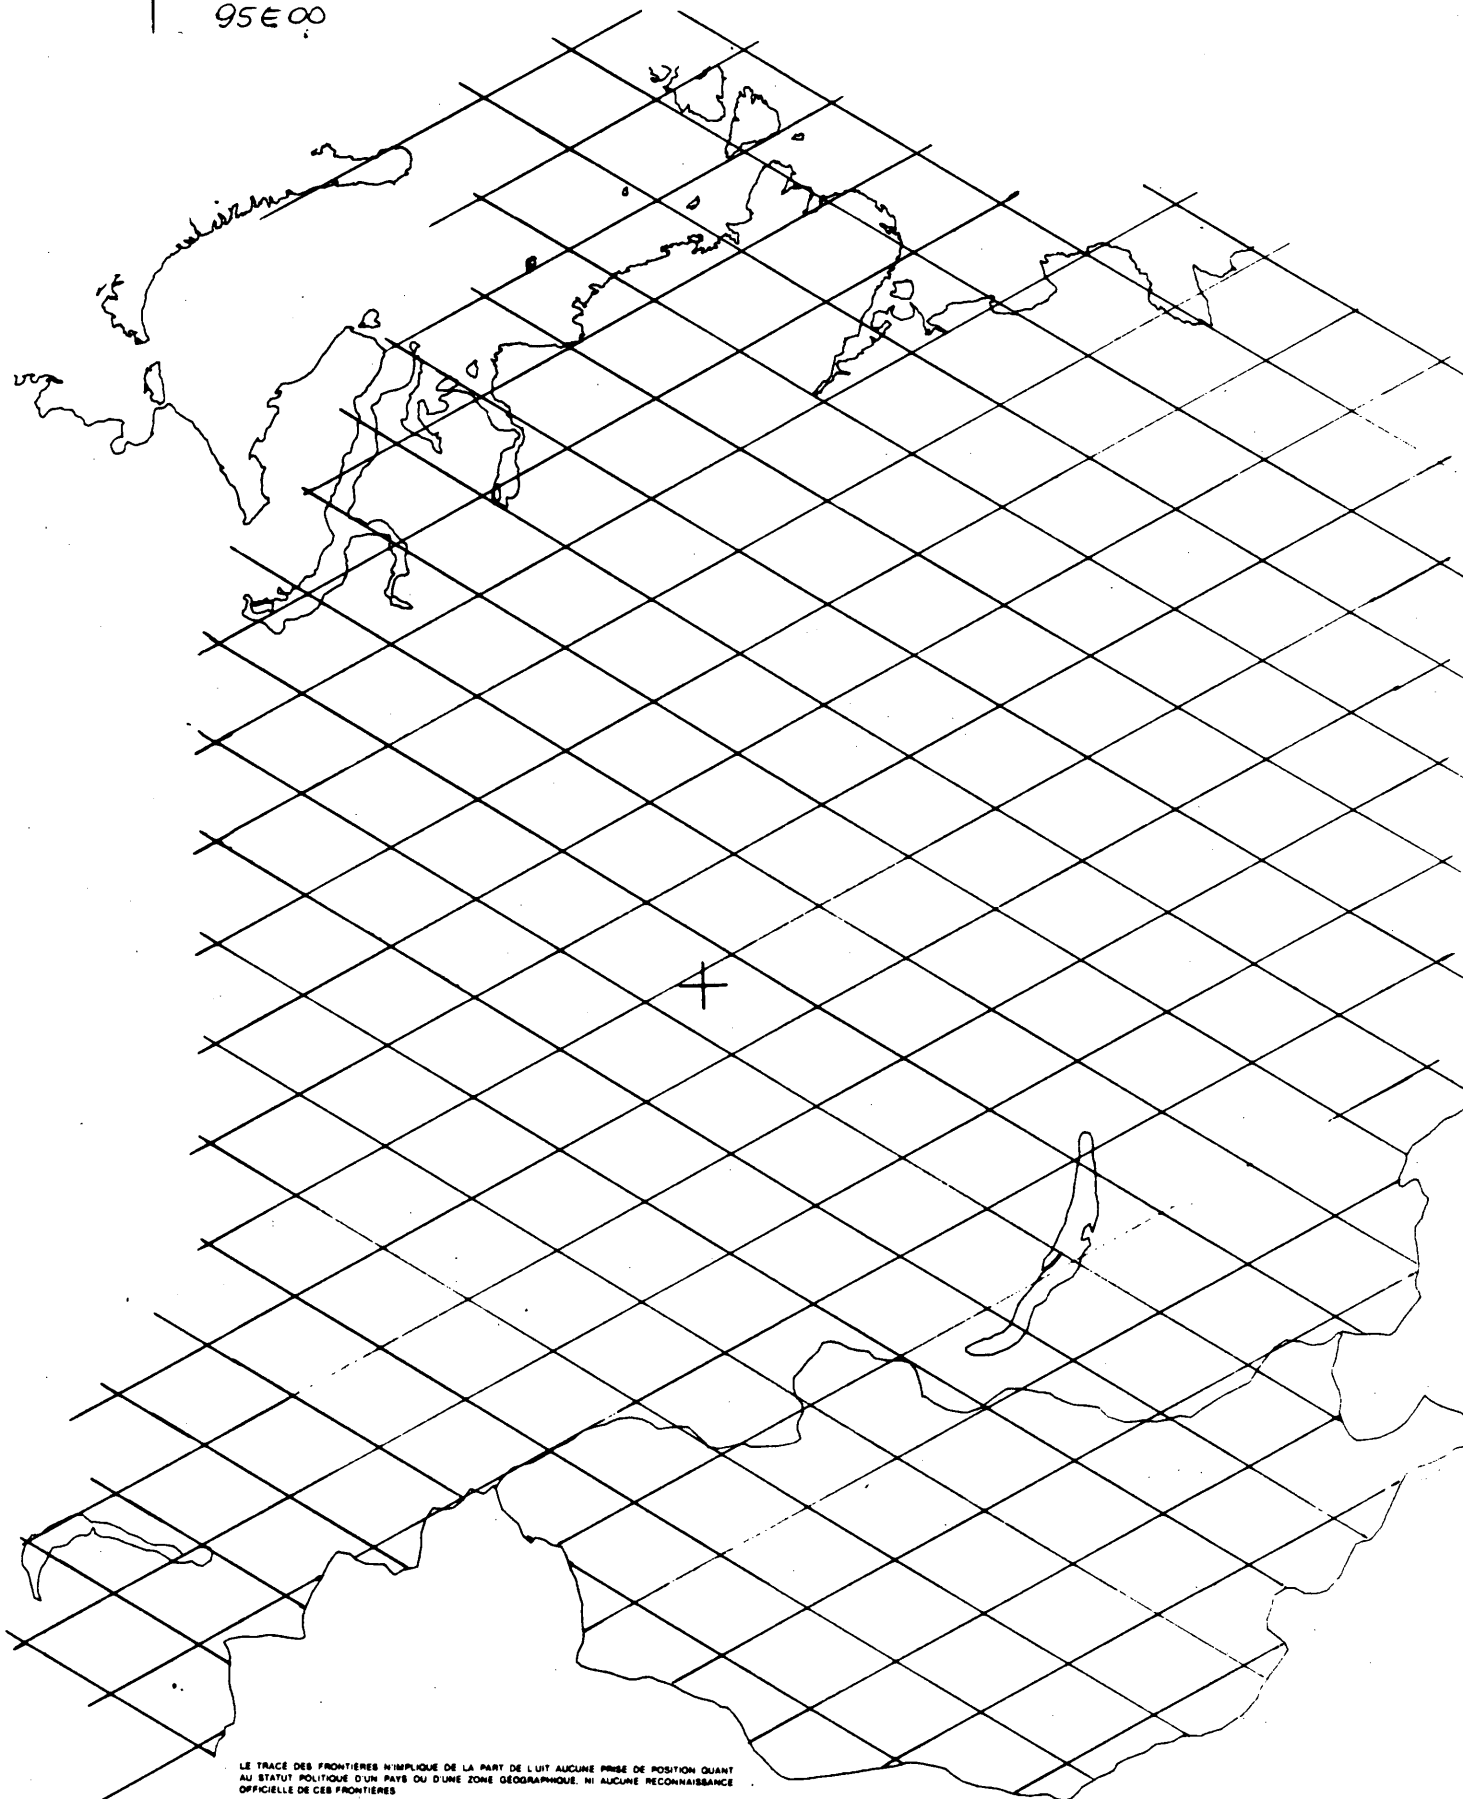 95E00
LE TRACÉ DES FRONTIÈRES N'IMPLIQUE DE LA PART DE L'UIT AUCUNE PRISE DE POSITION QUANT
AU STATUT POLITIQUE D'UN PAYS OU D'UNE ZONE GÉOGRAPHIQUE, NI AUCUNE RECONNAISSANCE
OFFICIELLE DE CES FRONTIÈRES